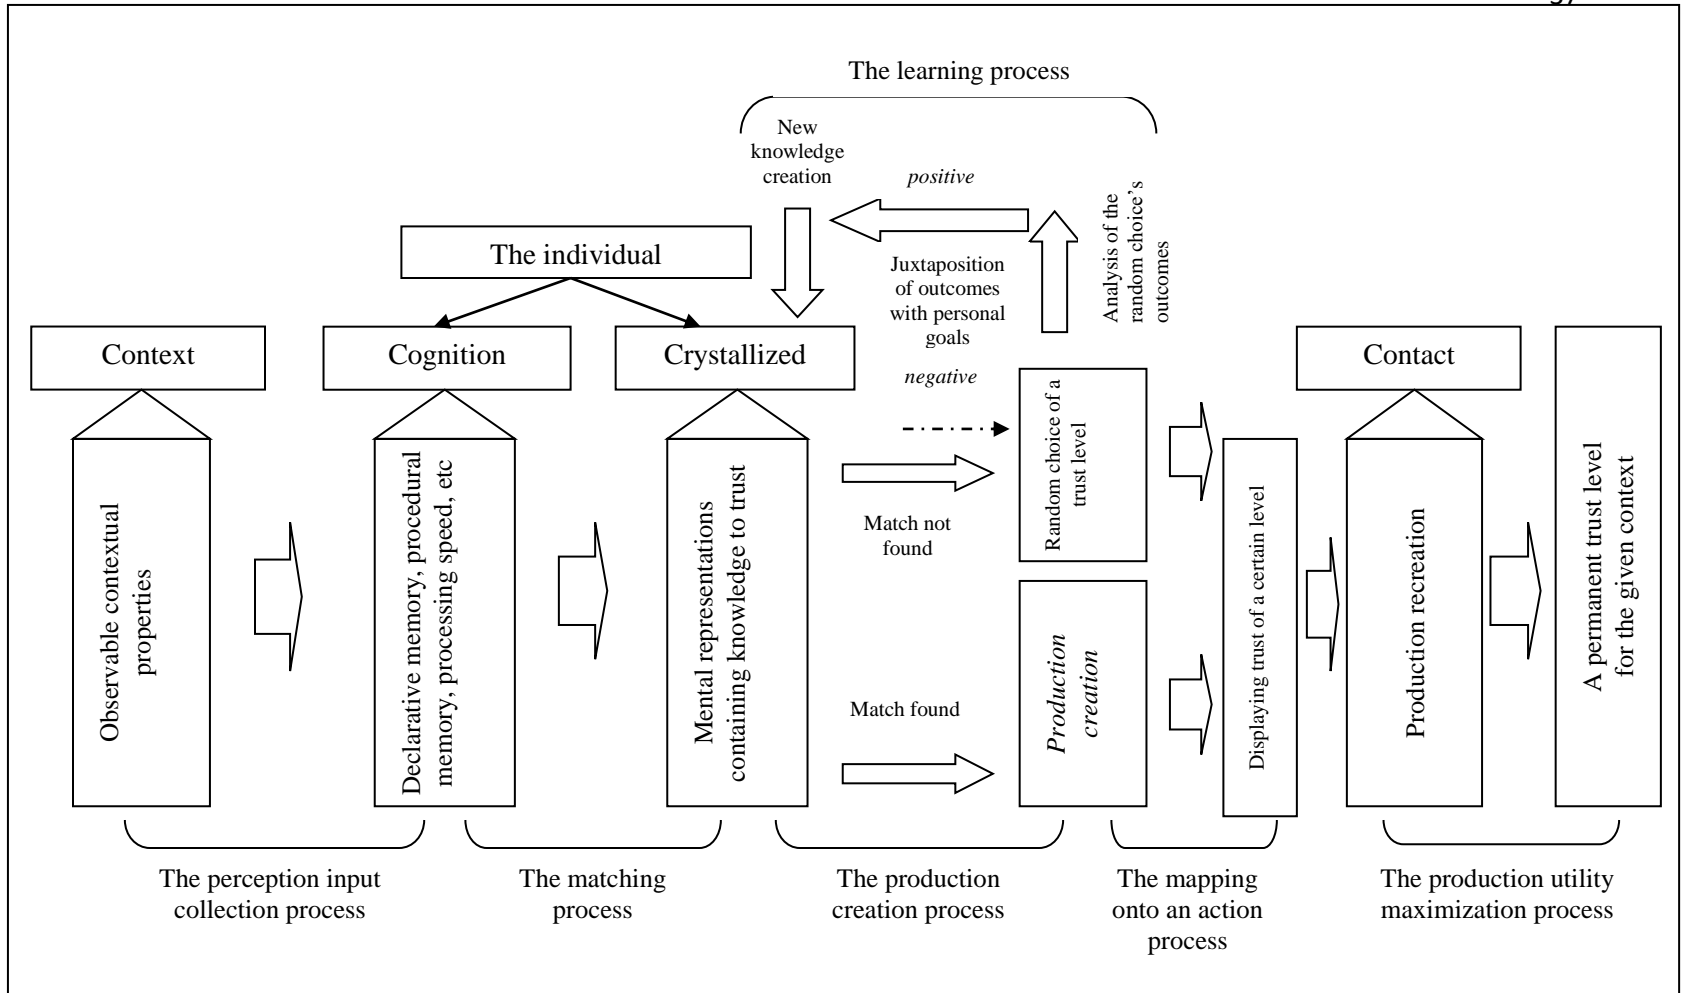 The learning process
New
knowledge
creation
positive
Analysis of the
random choice's
outcomes
The individual
Juxtaposition
of outcomes
with personal
goals
negative
Context
Cognition
Crystallized
Contact
Observable contextual
properties
Declarative memory, procedural
memory, processing speed, etc
Mental representations
containing knowledge to trust
Match not
found
Match found
Random choice of a
trust level
Production
creation
Displaying trust of a certain level
Production recreation
A permanent trust level
for the given context
The perception input
collection process
The matching
process
The production
creation process
The mapping
onto an action
process
The production utility
maximization process